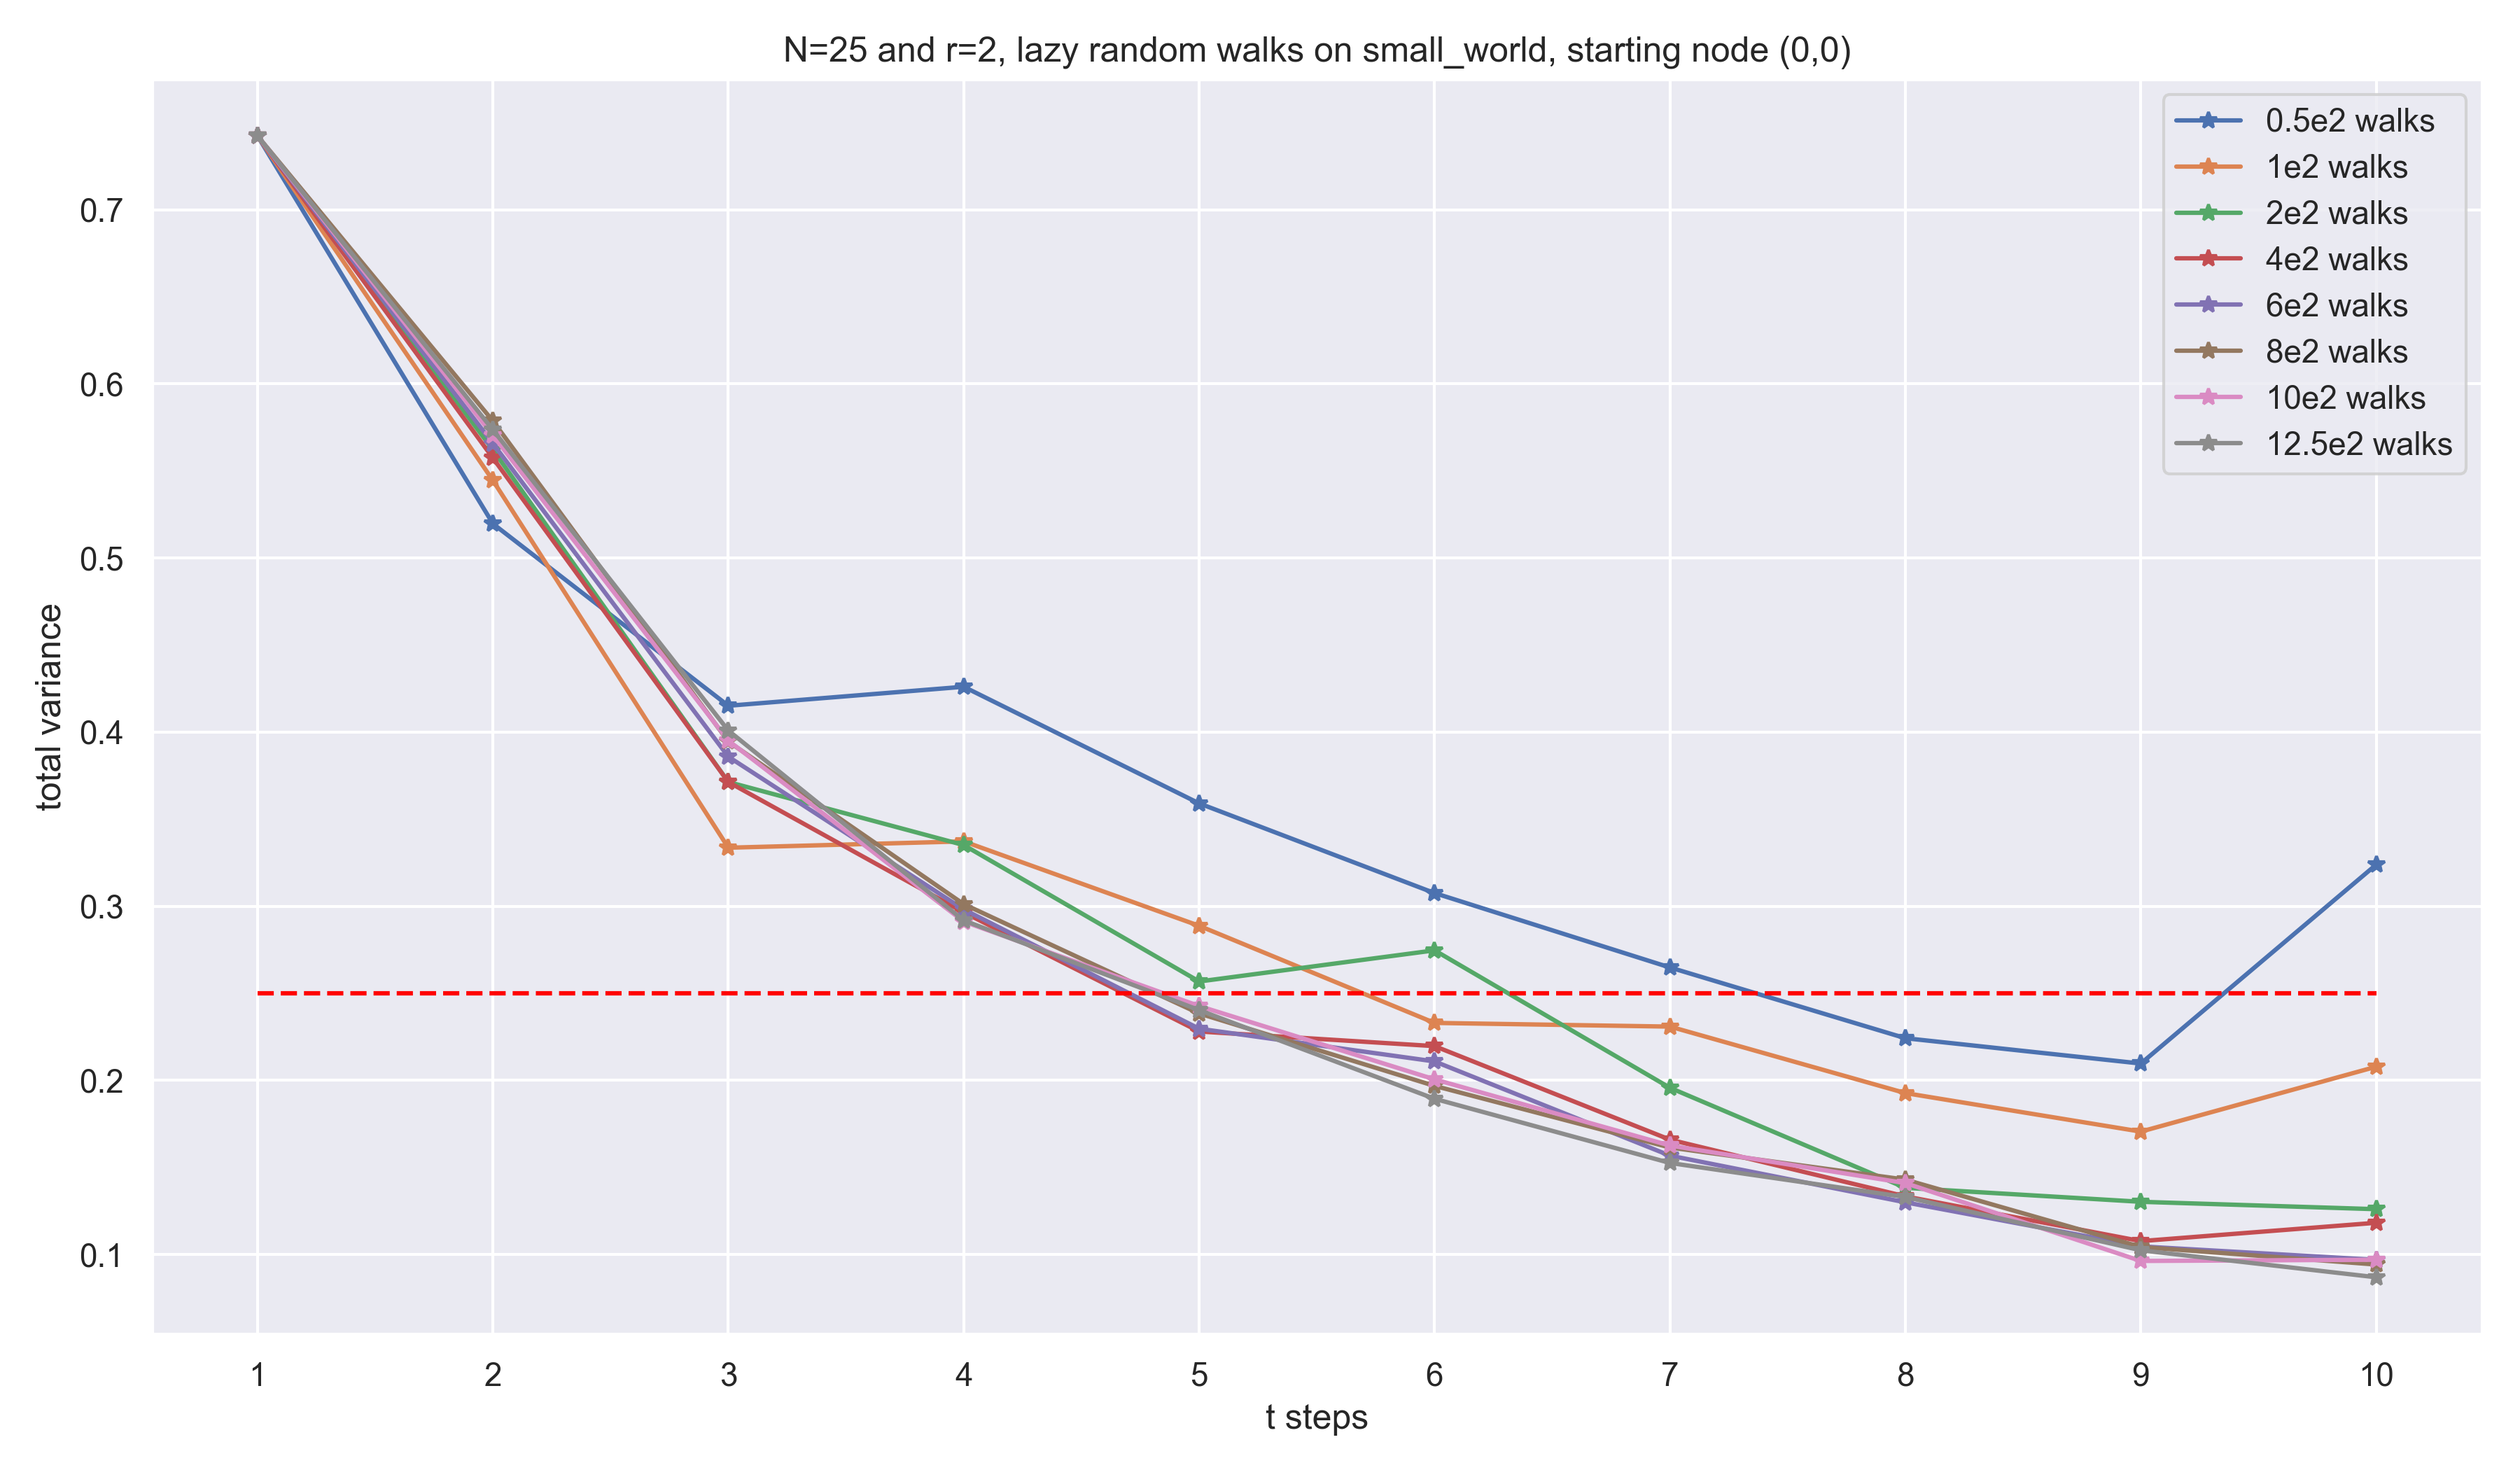 N=25 and r=2, lazy random walks on small_world, starting node (0,0)
0.5e2 walks
1e2 walks
2e2 walks
4e2 walks
6e2 walks
8e2 walks
10e2 walks
12.5e2 walks
total variance
0.7
0.6
0.5
0.4
0.3
0.2
0.1
1 2 3 4 5 6 7 8 9 10
t steps